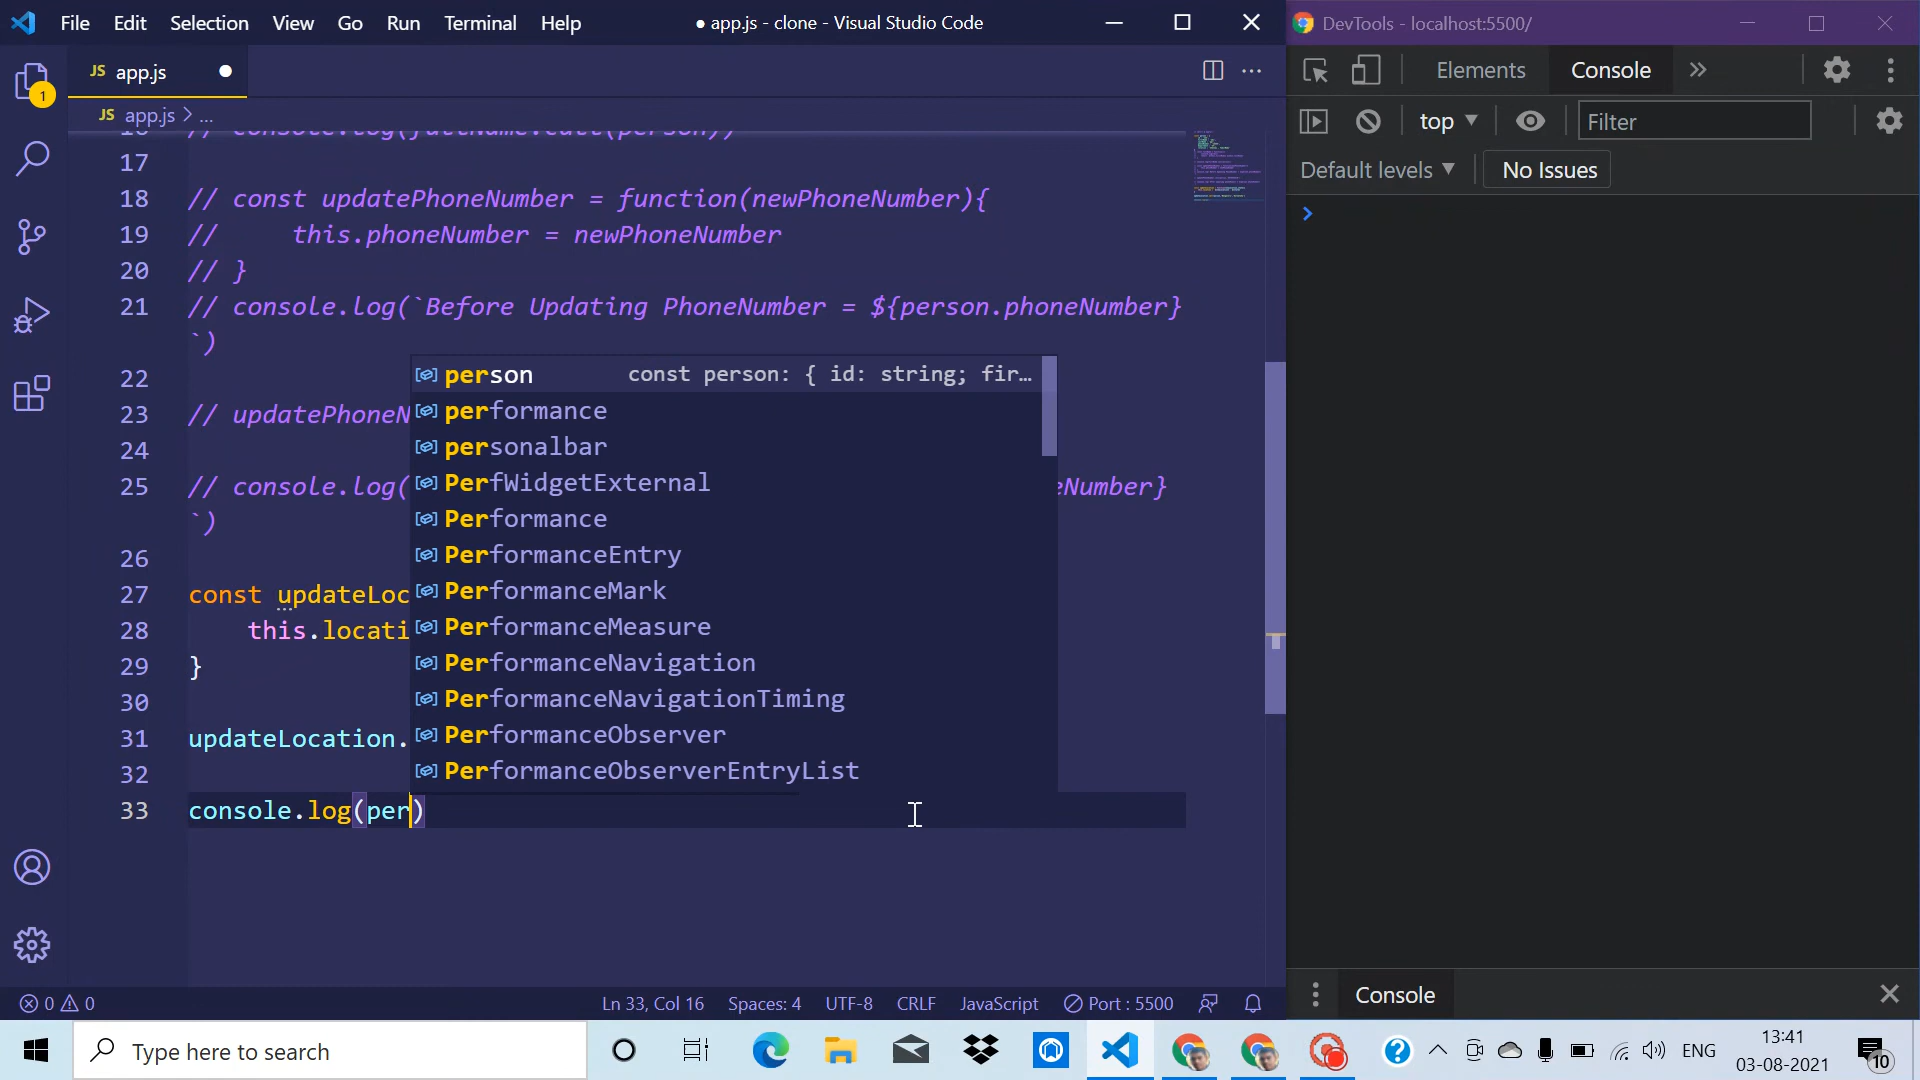 File Edit Selection View Go Run Terminal Help
● app.js - clone - Visual Studio Code
DevTools - localhost:5500/
JS app.js
Elements Console
1
JS app.js > ...
top
Filter
Default levels
No Issues
17
18 // const updatePhoneNumber = function(newPhoneNumber){
19 // this.phoneNumber = newPhoneNumber
20 // }
21 // console.log(`Before Updating PhoneNumber = ${person.phoneNumber}
`)
22
23 // updatePhoneN
24
25 // console.log( eNumber}
`)
26
27 const updateLoc
28 this.locati
29 }
30
31 updateLocation.
32
33 console.log(per)
person const person: { id: string; fir…
performance
personalbar
PerfWidgetExternal
Performance
PerformanceEntry
PerformanceMark
PerformanceMeasure
PerformanceNavigation
PerformanceNavigationTiming
PerformanceObserver
PerformanceObserverEntryList
Console
0 0
Ln 33, Col 16 Spaces: 4 UTF-8 CRLF JavaScript Port : 5500
Type here to search
ENG
13:41
03-08-2021
10